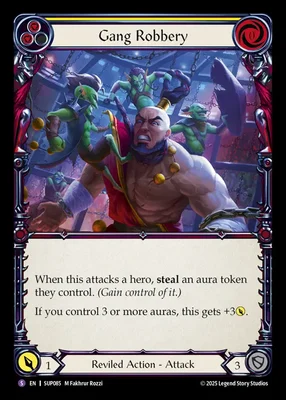 Gang Robbery
When this attacks a hero, steal an aura token
they control. (Gain control of it.)
If you control 3 or more auras, this gets +3.
1
Reviled Action - Attack
3
S EN | SUP085 M Fakhrur Rozzi
© 2025 Legend Story Studios